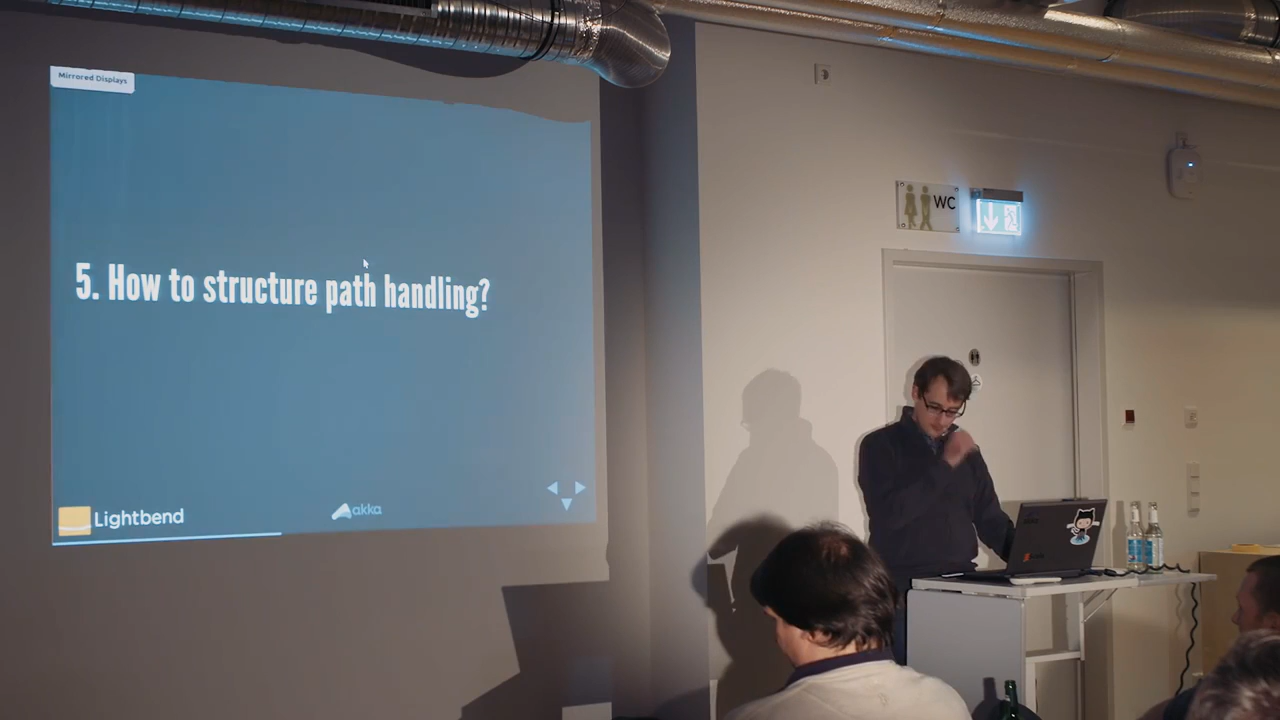 Mirrored Displays
5. How to structure path handling?
Lightbend
akka
WC